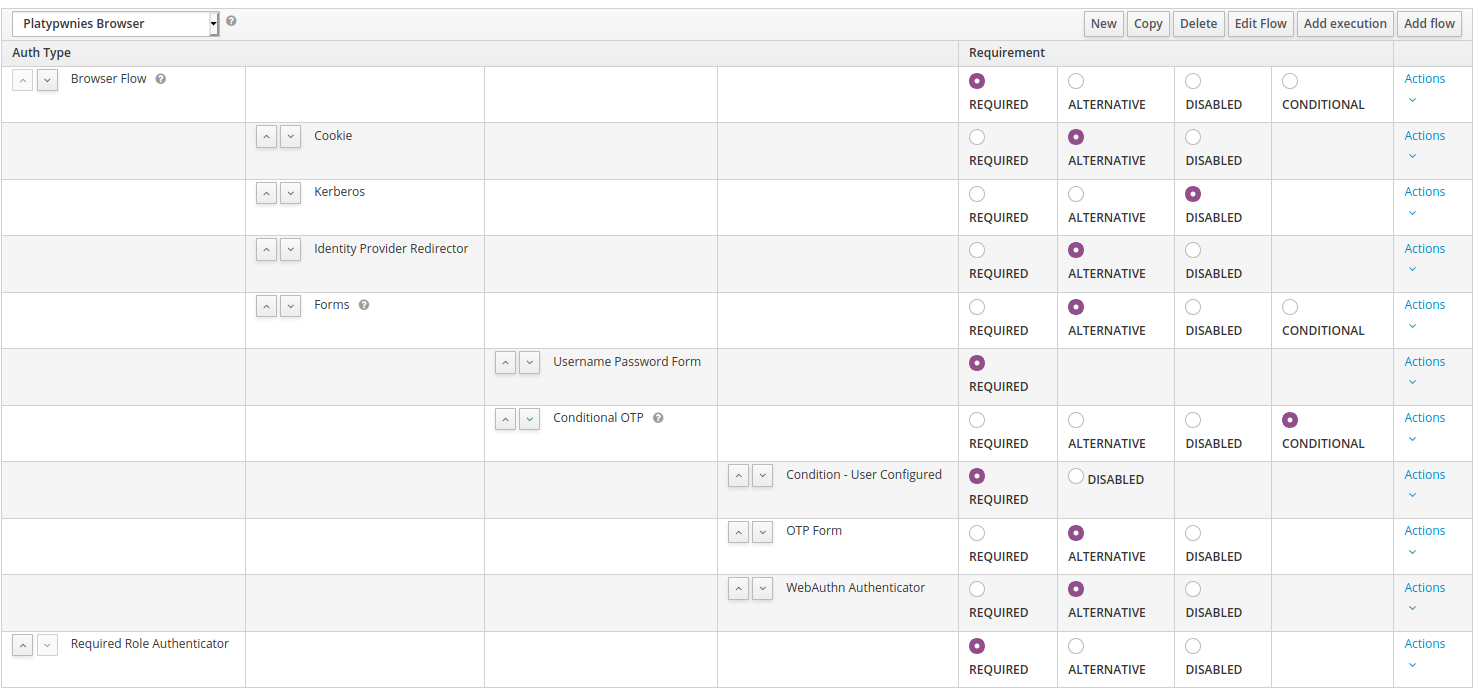 Platypwnies Browser New Copy Delete Edit Flow Add execution Add flow
Auth Type Requirement
Browser Flow Actions
REQUIRED ALTERNATIVE DISABLED CONDITIONAL
Cookie Actions
REQUIRED ALTERNATIVE DISABLED
Kerberos Actions
REQUIRED ALTERNATIVE DISABLED
Identity Provider Redirector Actions
REQUIRED ALTERNATIVE DISABLED
Forms Actions
REQUIRED ALTERNATIVE DISABLED CONDITIONAL
Username Password Form Actions
REQUIRED
Conditional OTP Actions
REQUIRED ALTERNATIVE DISABLED CONDITIONAL
Condition - User Configured Actions
REQUIRED DISABLED
OTP Form Actions
REQUIRED ALTERNATIVE DISABLED
WebAuthn Authenticator Actions
REQUIRED ALTERNATIVE DISABLED
Required Role Authenticator Actions
REQUIRED ALTERNATIVE DISABLED